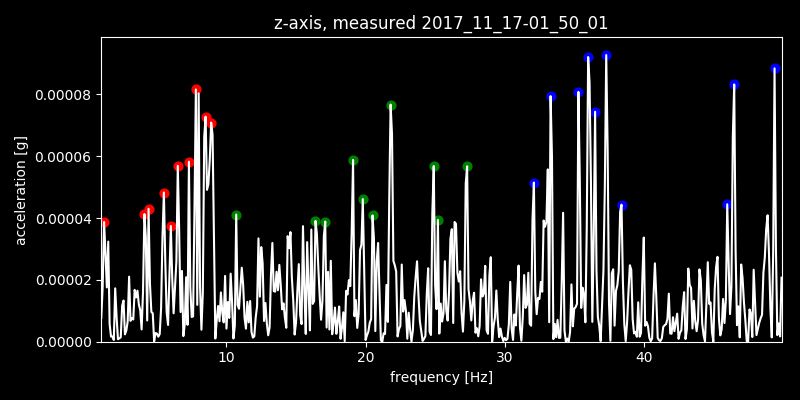 z-axis, measured 2017_11_17-01_50_01
acceleration [g]
0.00008
0.00006
0.00004
0.00002
0.00000
10 20 30 40
frequency [Hz]